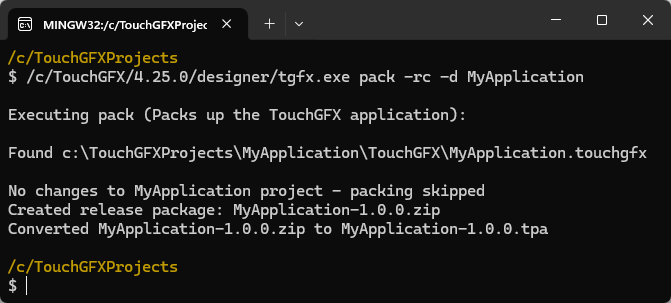 MINGW32:/c/TouchGFXProjec
/c/TouchGFXProjects
$ /c/TouchGFX/4.25.0/designer/tgfx.exe pack -rc -d MyApplication
Executing pack (Packs up the TouchGFX application):
Found c:\TouchGFXProjects\MyApplication\TouchGFX\MyApplication.touchgfx
No changes to MyApplication project - packing skipped
Created release package: MyApplication-1.0.0.zip
Converted MyApplication-1.0.0.zip to MyApplication-1.0.0.tpa
/c/TouchGFXProjects
$